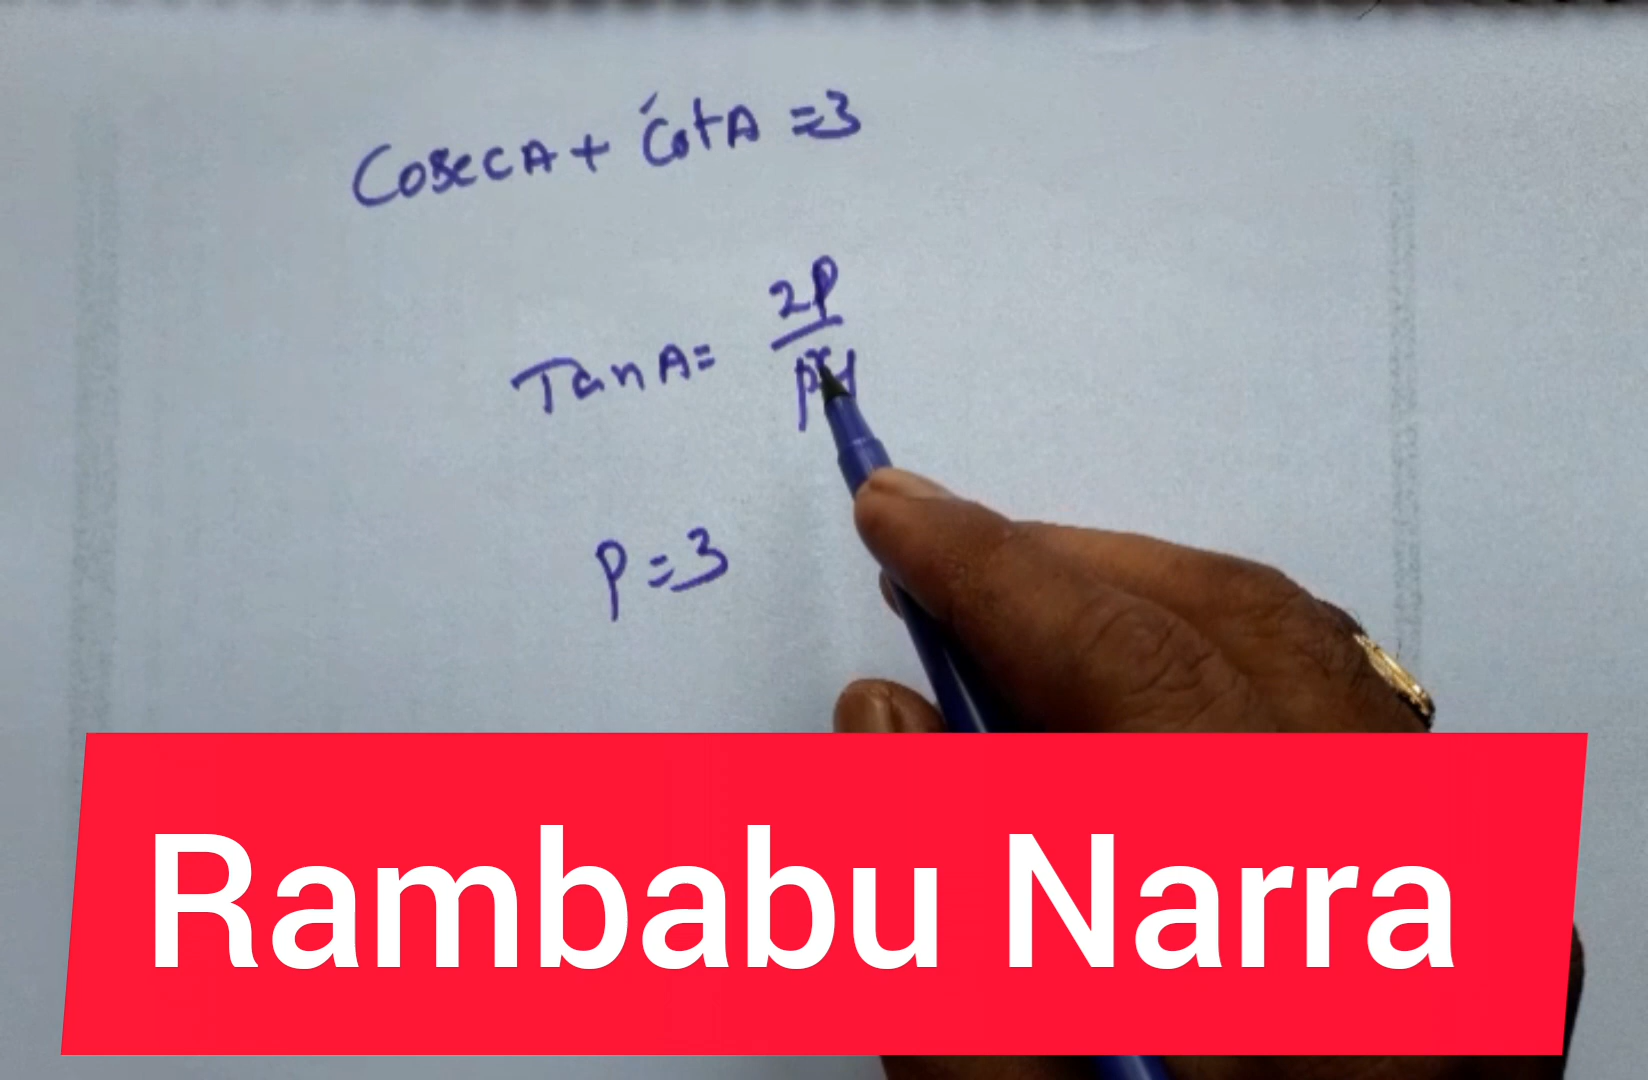 CosecA + CotA = 3
TanA = 2P
P = 3
Rambabu Narra